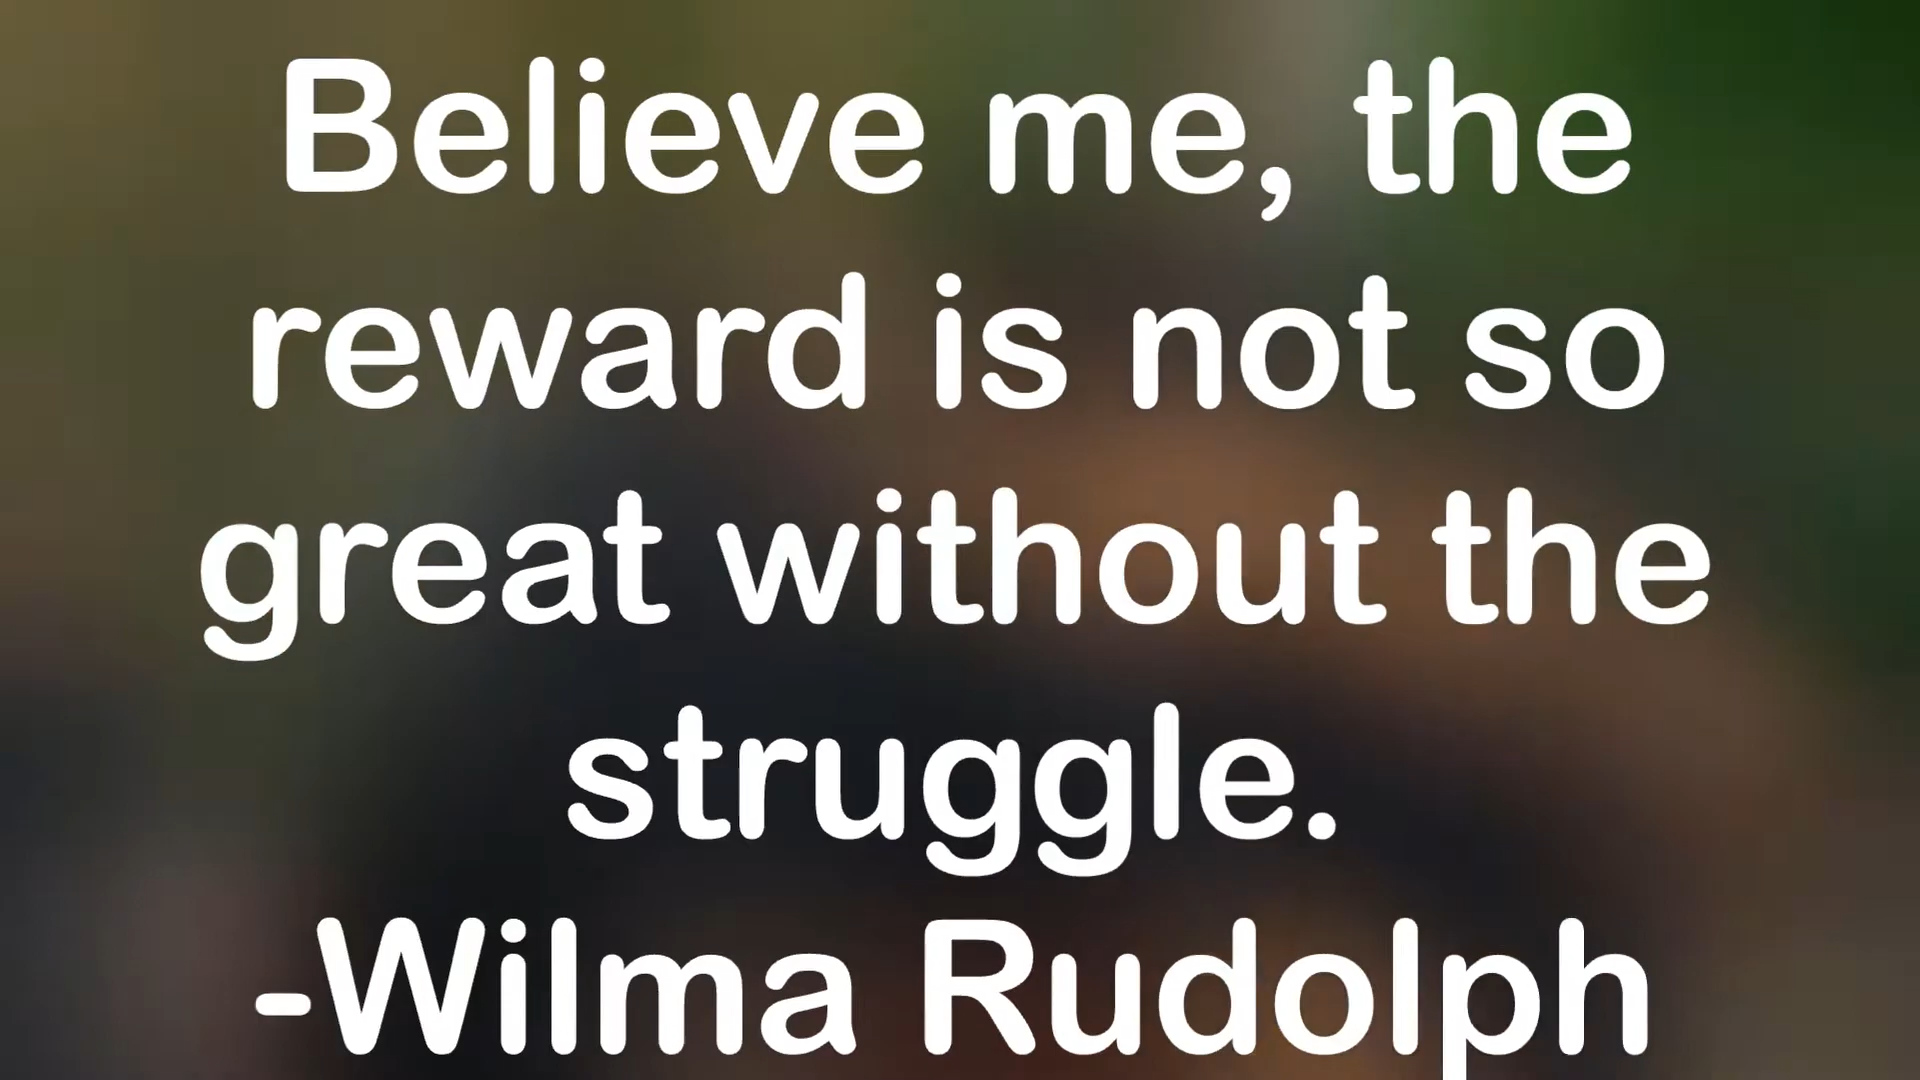 Believe me, the
reward is not so
great without the
struggle.
-Wilma Rudolph